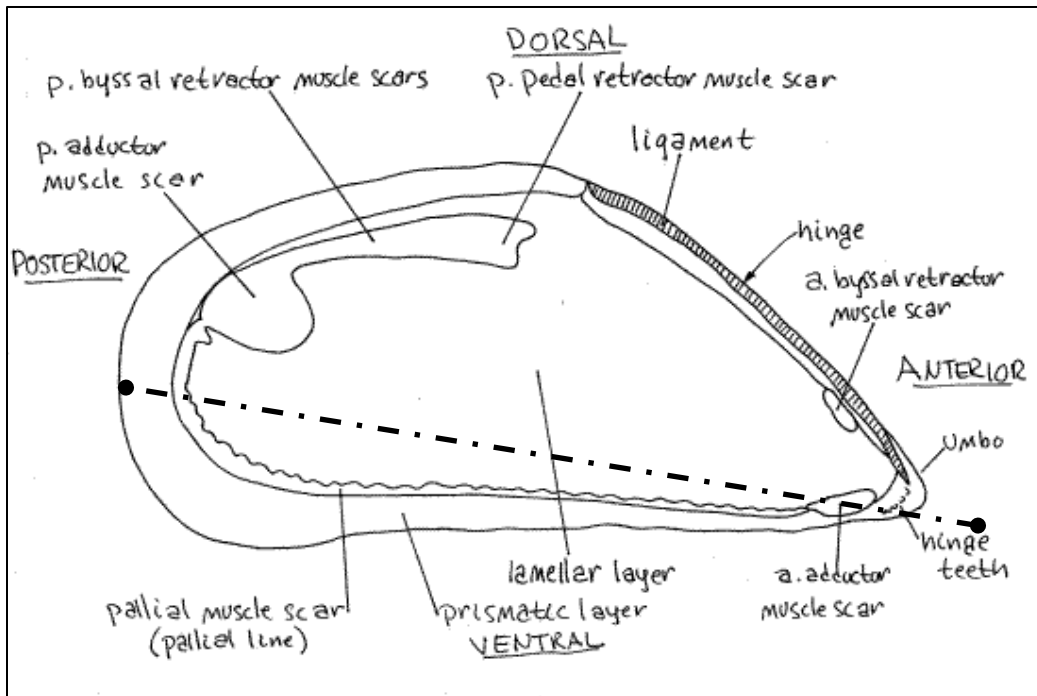 DORSAL
p. byssal retractor muscle scars
p. pedal retractor muscle scar
ligament
p. adductor
muscle scar
hinge
POSTERIOR
a. byssal retractor
muscle scar
ANTERIOR
Umbo
hinge
teeth
lamellar layer
a. adductor
muscle scar
pallial muscle scar
(pallial line)
prismatic layer
VENTRAL